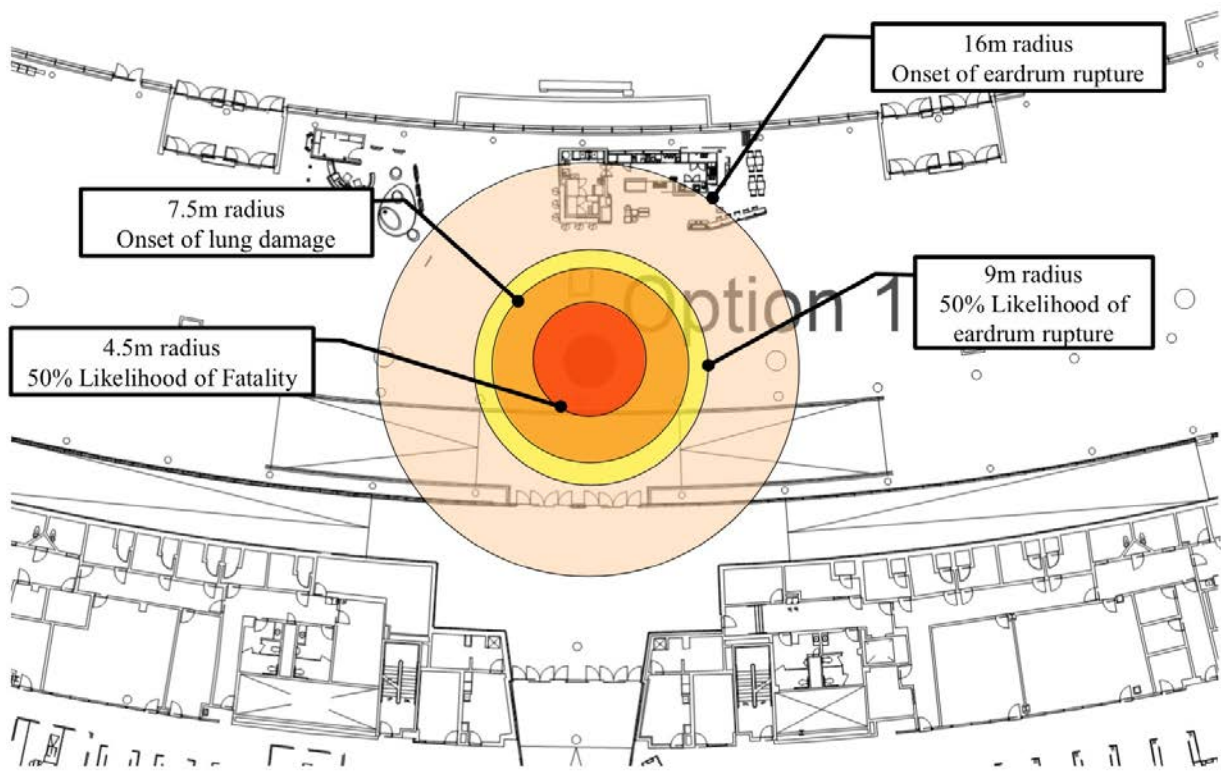 16m radius
Onset of eardrum rupture
7.5m radius
Onset of lung damage
Option 1
9m radius
50% Likelihood of
eardrum rupture
4.5m radius
50% Likelihood of Fatality